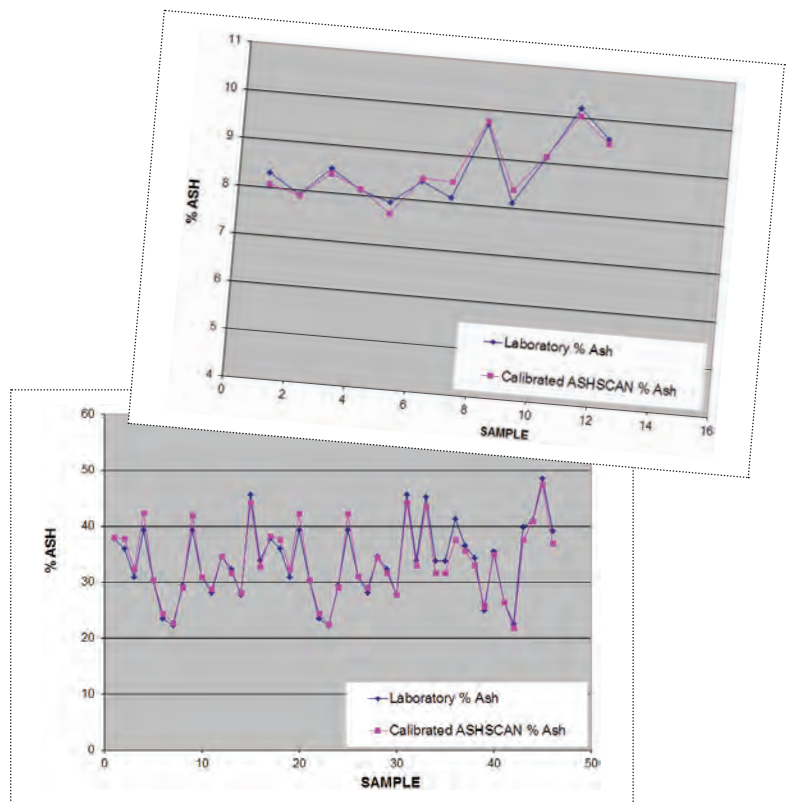 11
10
9
8
7
6
5
4
% ASH
0 2 4 6 8 10 12 14 16
SAMPLE
Laboratory % Ash
Calibrated ASHSCAN % Ash
60
50
40
30
20
10
0
% ASH
0 10 20 30 40 50
SAMPLE
Laboratory % Ash
Calibrated ASHSCAN % Ash